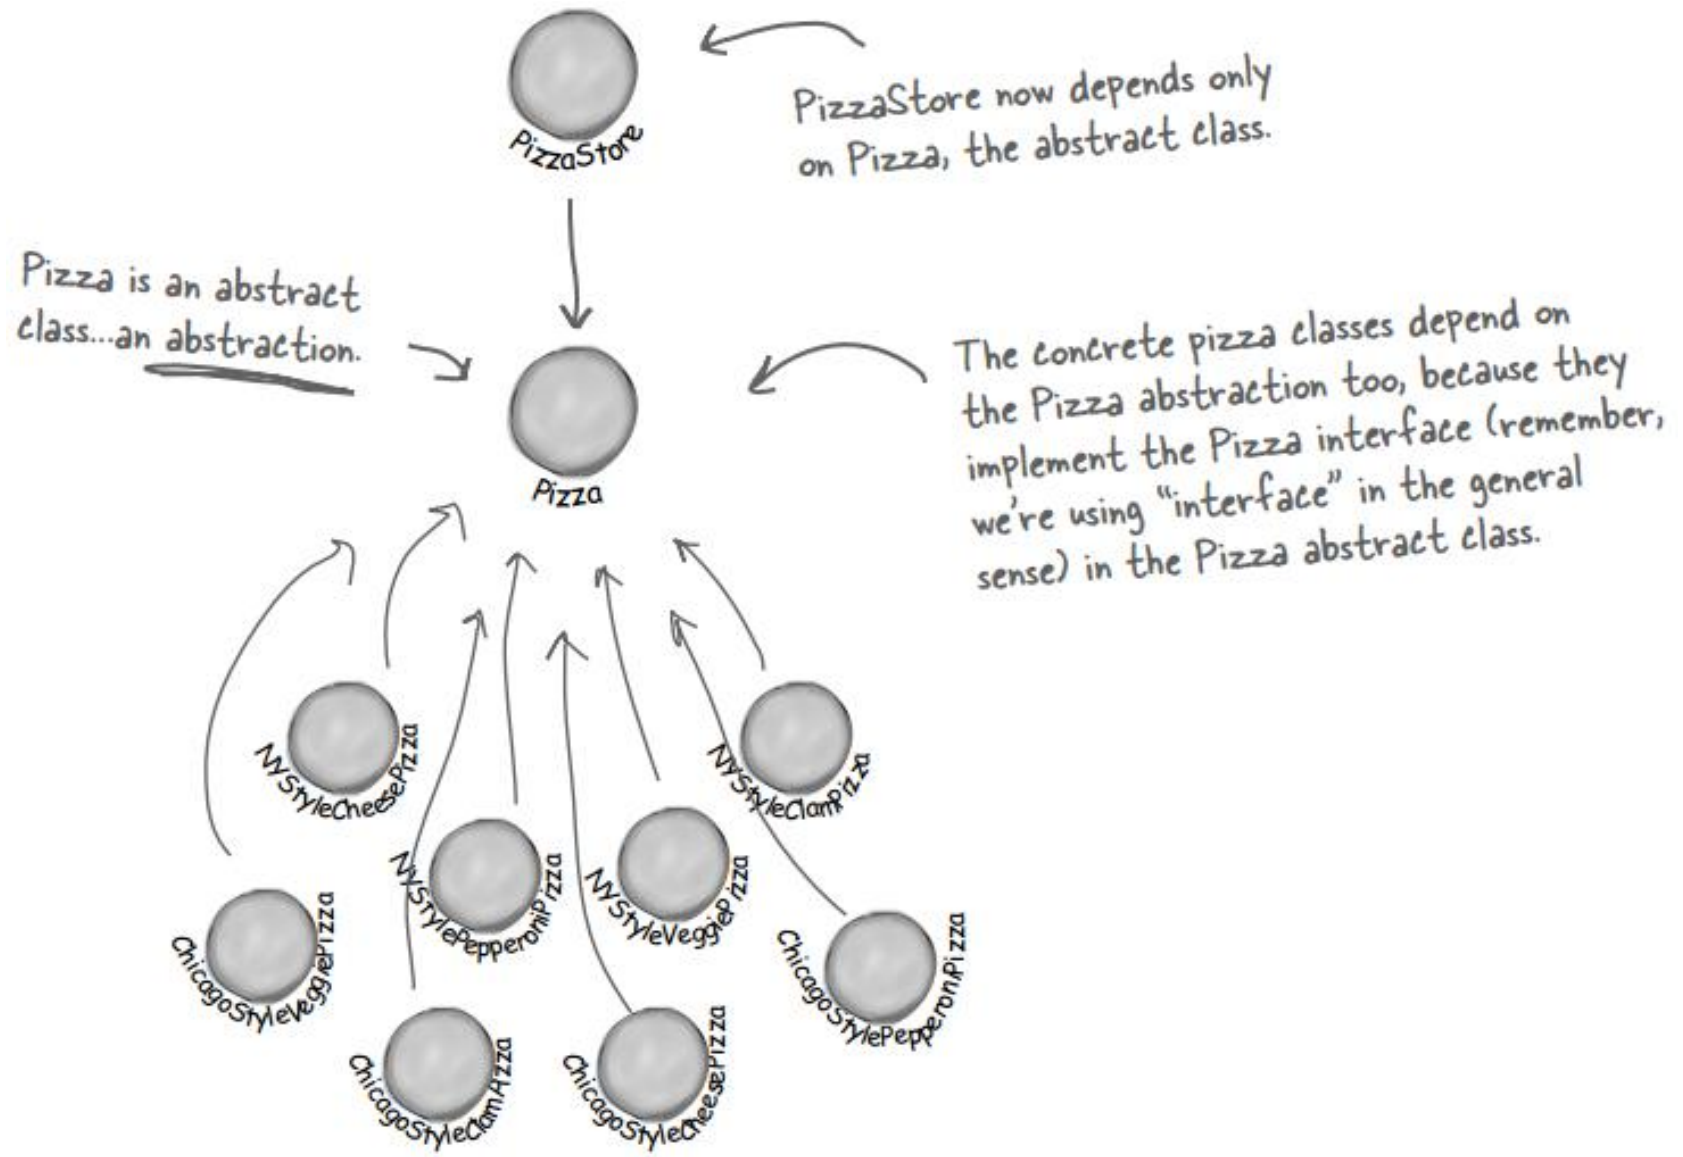 PizzaStore
PizzaStore now depends only
on Pizza, the abstract class.
Pizza is an abstract
class...an abstraction.
Pizza
The concrete pizza classes depend on
the Pizza abstraction too, because they
implement the Pizza interface (remember,
we're using “interface” in the general
sense) in the Pizza abstract class.
NYStyleCheesePizza
NYStyleClamPizza
NYStylePepperoniPizza
NYStyleVeggiePizza
ChicagoStyleVeggiePizza
ChicagoStylePepperoniPizza
ChicagoStyleClamPizza
ChicagoStyleCheesePizza